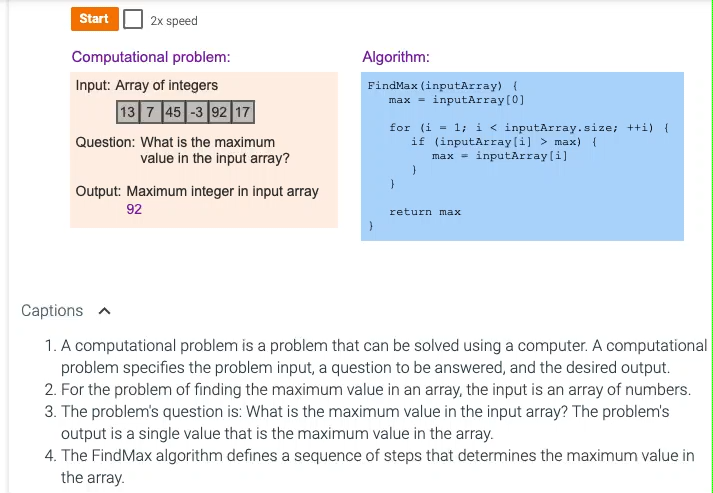 Start 2x speed
Computational problem:
Input: Array of integers
13 7 45 -3 92 17
Question: What is the maximum
value in the input array?
Output: Maximum integer in input array
92
Algorithm:
FindMax(inputArray) {
   max = inputArray[0]
   for (i = 1; i < inputArray.size; ++i) {
      if (inputArray[i] > max) {
         max = inputArray[i]
      }
   }
   return max
}
Captions
1. A computational problem is a problem that can be solved using a computer. A computational
problem specifies the problem input, a question to be answered, and the desired output.
2. For the problem of finding the maximum value in an array, the input is an array of numbers.
3. The problem's question is: What is the maximum value in the input array? The problem's
output is a single value that is the maximum value in the array.
4. The FindMax algorithm defines a sequence of steps that determines the maximum value in
the array.